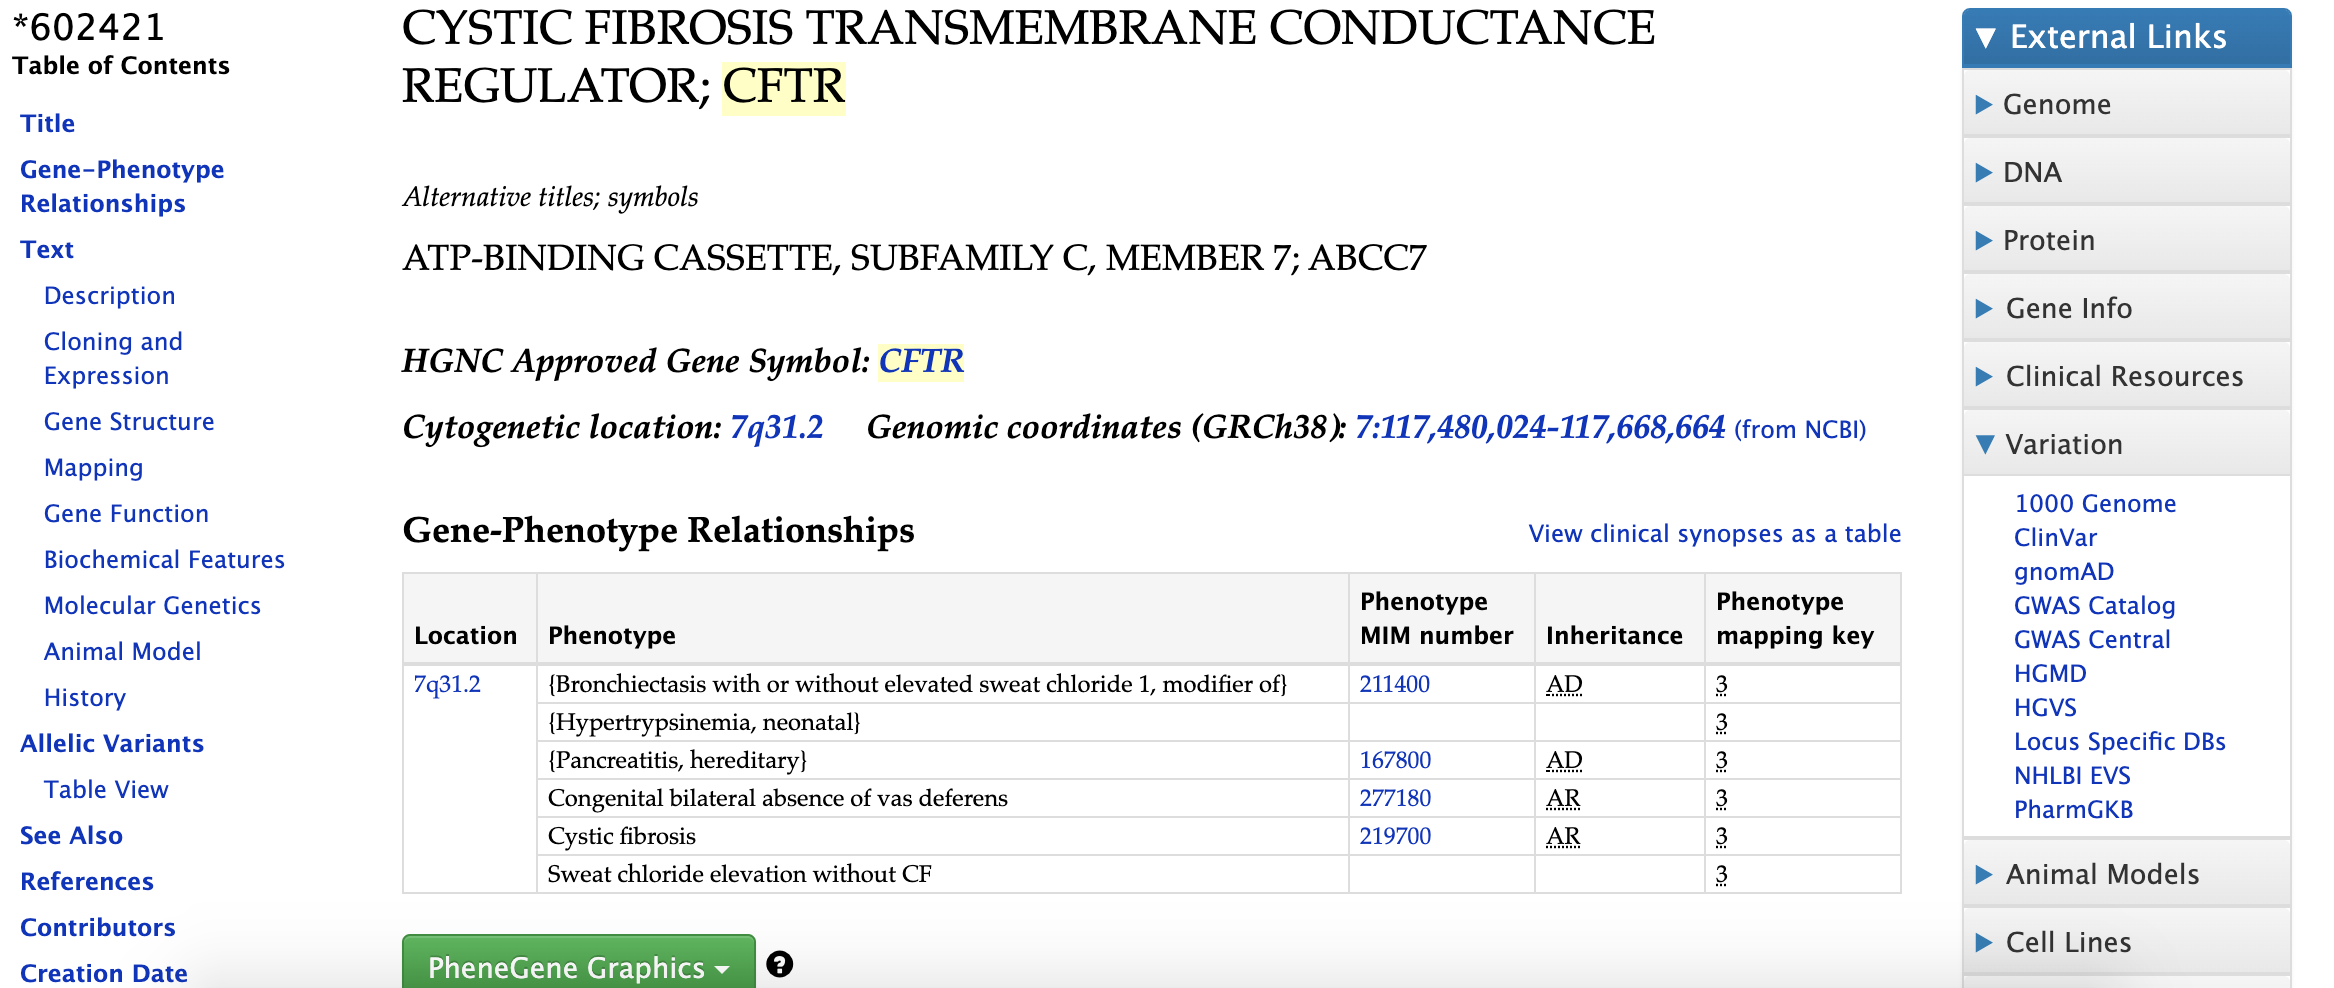 *602421
Table of Contents
Title
Gene-Phenotype
Relationships
Text
Description
Cloning and
Expression
Gene Structure
Mapping
Gene Function
Biochemical Features
Molecular Genetics
Animal Model
History
Allelic Variants
Table View
See Also
References
Contributors
Creation Date
CYSTIC FIBROSIS TRANSMEMBRANE CONDUCTANCE
REGULATOR; CFTR
Alternative titles; symbols
ATP-BINDING CASSETTE, SUBFAMILY C, MEMBER 7; ABCC7
HGNC Approved Gene Symbol: CFTR
Cytogenetic location: 7q31.2 Genomic coordinates (GRCh38): 7:117,480,024-117,668,664 (from NCBI)
Gene-Phenotype Relationships View clinical synopses as a table
Location Phenotype Phenotype MIM number Inheritance Phenotype mapping key
7q31.2 {Bronchiectasis with or without elevated sweat chloride 1, modifier of} 211400 AD 3
{Hypertrypsinemia, neonatal} 3
{Pancreatitis, hereditary} 167800 AD 3
Congenital bilateral absence of vas deferens 277180 AR 3
Cystic fibrosis 219700 AR 3
Sweat chloride elevation without CF 3
PheneGene Graphics ?
▼ External Links
▶ Genome
▶ DNA
▶ Protein
▶ Gene Info
▶ Clinical Resources
▼ Variation
1000 Genome
ClinVar
gnomAD
GWAS Catalog
GWAS Central
HGMD
HGVS
Locus Specific DBs
NHLBI EVS
PharmGKB
▶ Animal Models
▶ Cell Lines